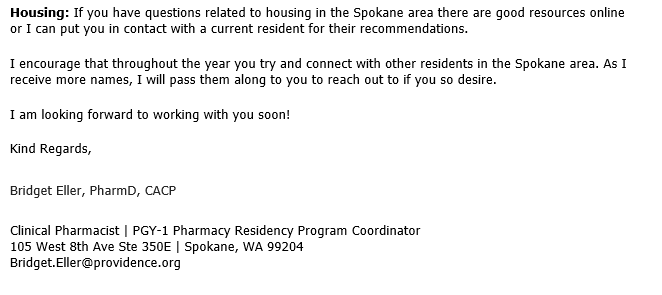 Housing: If you have questions related to housing in the Spokane area there are good resources online
or I can put you in contact with a current resident for their recommendations.
I encourage that throughout the year you try and connect with other residents in the Spokane area. As I
receive more names, I will pass them along to you to reach out to if you so desire.
I am looking forward to working with you soon!
Kind Regards,
Bridget Eller, PharmD, CACP
Clinical Pharmacist | PGY-1 Pharmacy Residency Program Coordinator
105 West 8th Ave Ste 350E | Spokane, WA 99204
Bridget.Eller@providence.org